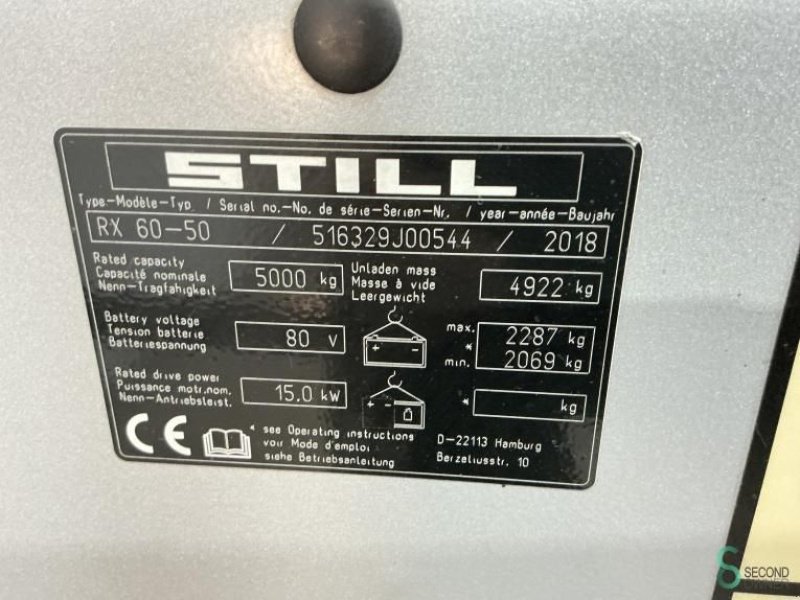 STILL
Type-Modèle-Typ / Serial no.-No. de série-Serien-Nr. / year-année-Baujahr
RX 60-50 / 516329J00544 / 2018
Rated capacity
Capacité nominale
Nenn-Tragfähigkeit
5000 kg
Unladen mass
Masse à vide
Leergewicht
4922 kg
Battery voltage
Tension batterie
Batteriespannung
80 V
+ -
max.
*
min.
2287 kg
2069 kg
Rated drive power
Puissance motr.nom.
Nenn-Antriebsleist.
15.0 kW
+ -
* kg
CE
* see Operating instructions
voir Mode d'emploi
siehe Betriebsanleitung
D-22113 Hamburg
Berzeliusstr. 10
SECOND
OWNER